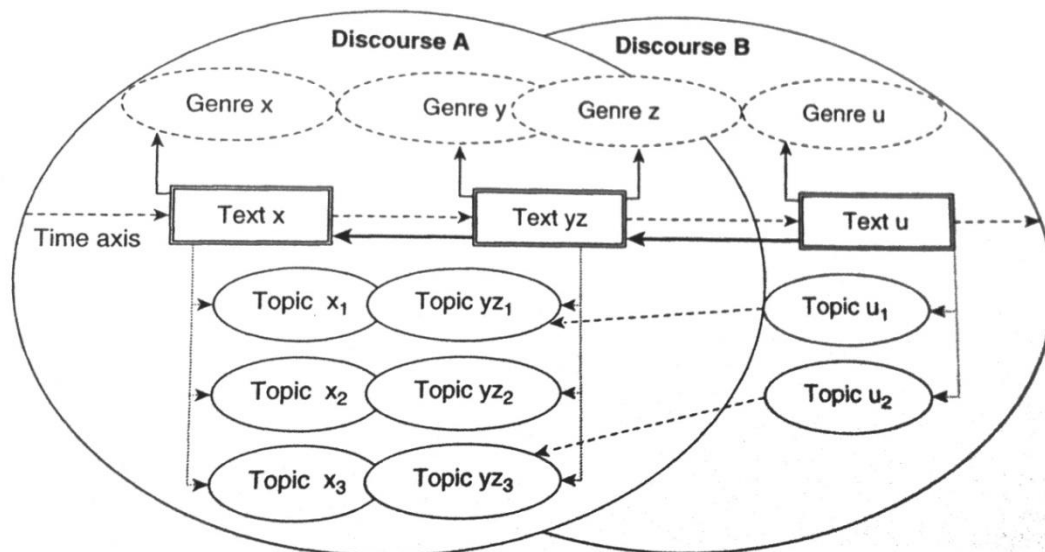 Discourse A Discourse B
Genre x Genre y Genre z Genre u
Text x Text yz Text u
Time axis
Topic x1 Topic yz1 Topic u1
Topic x2 Topic yz2 Topic u2
Topic x3 Topic yz3